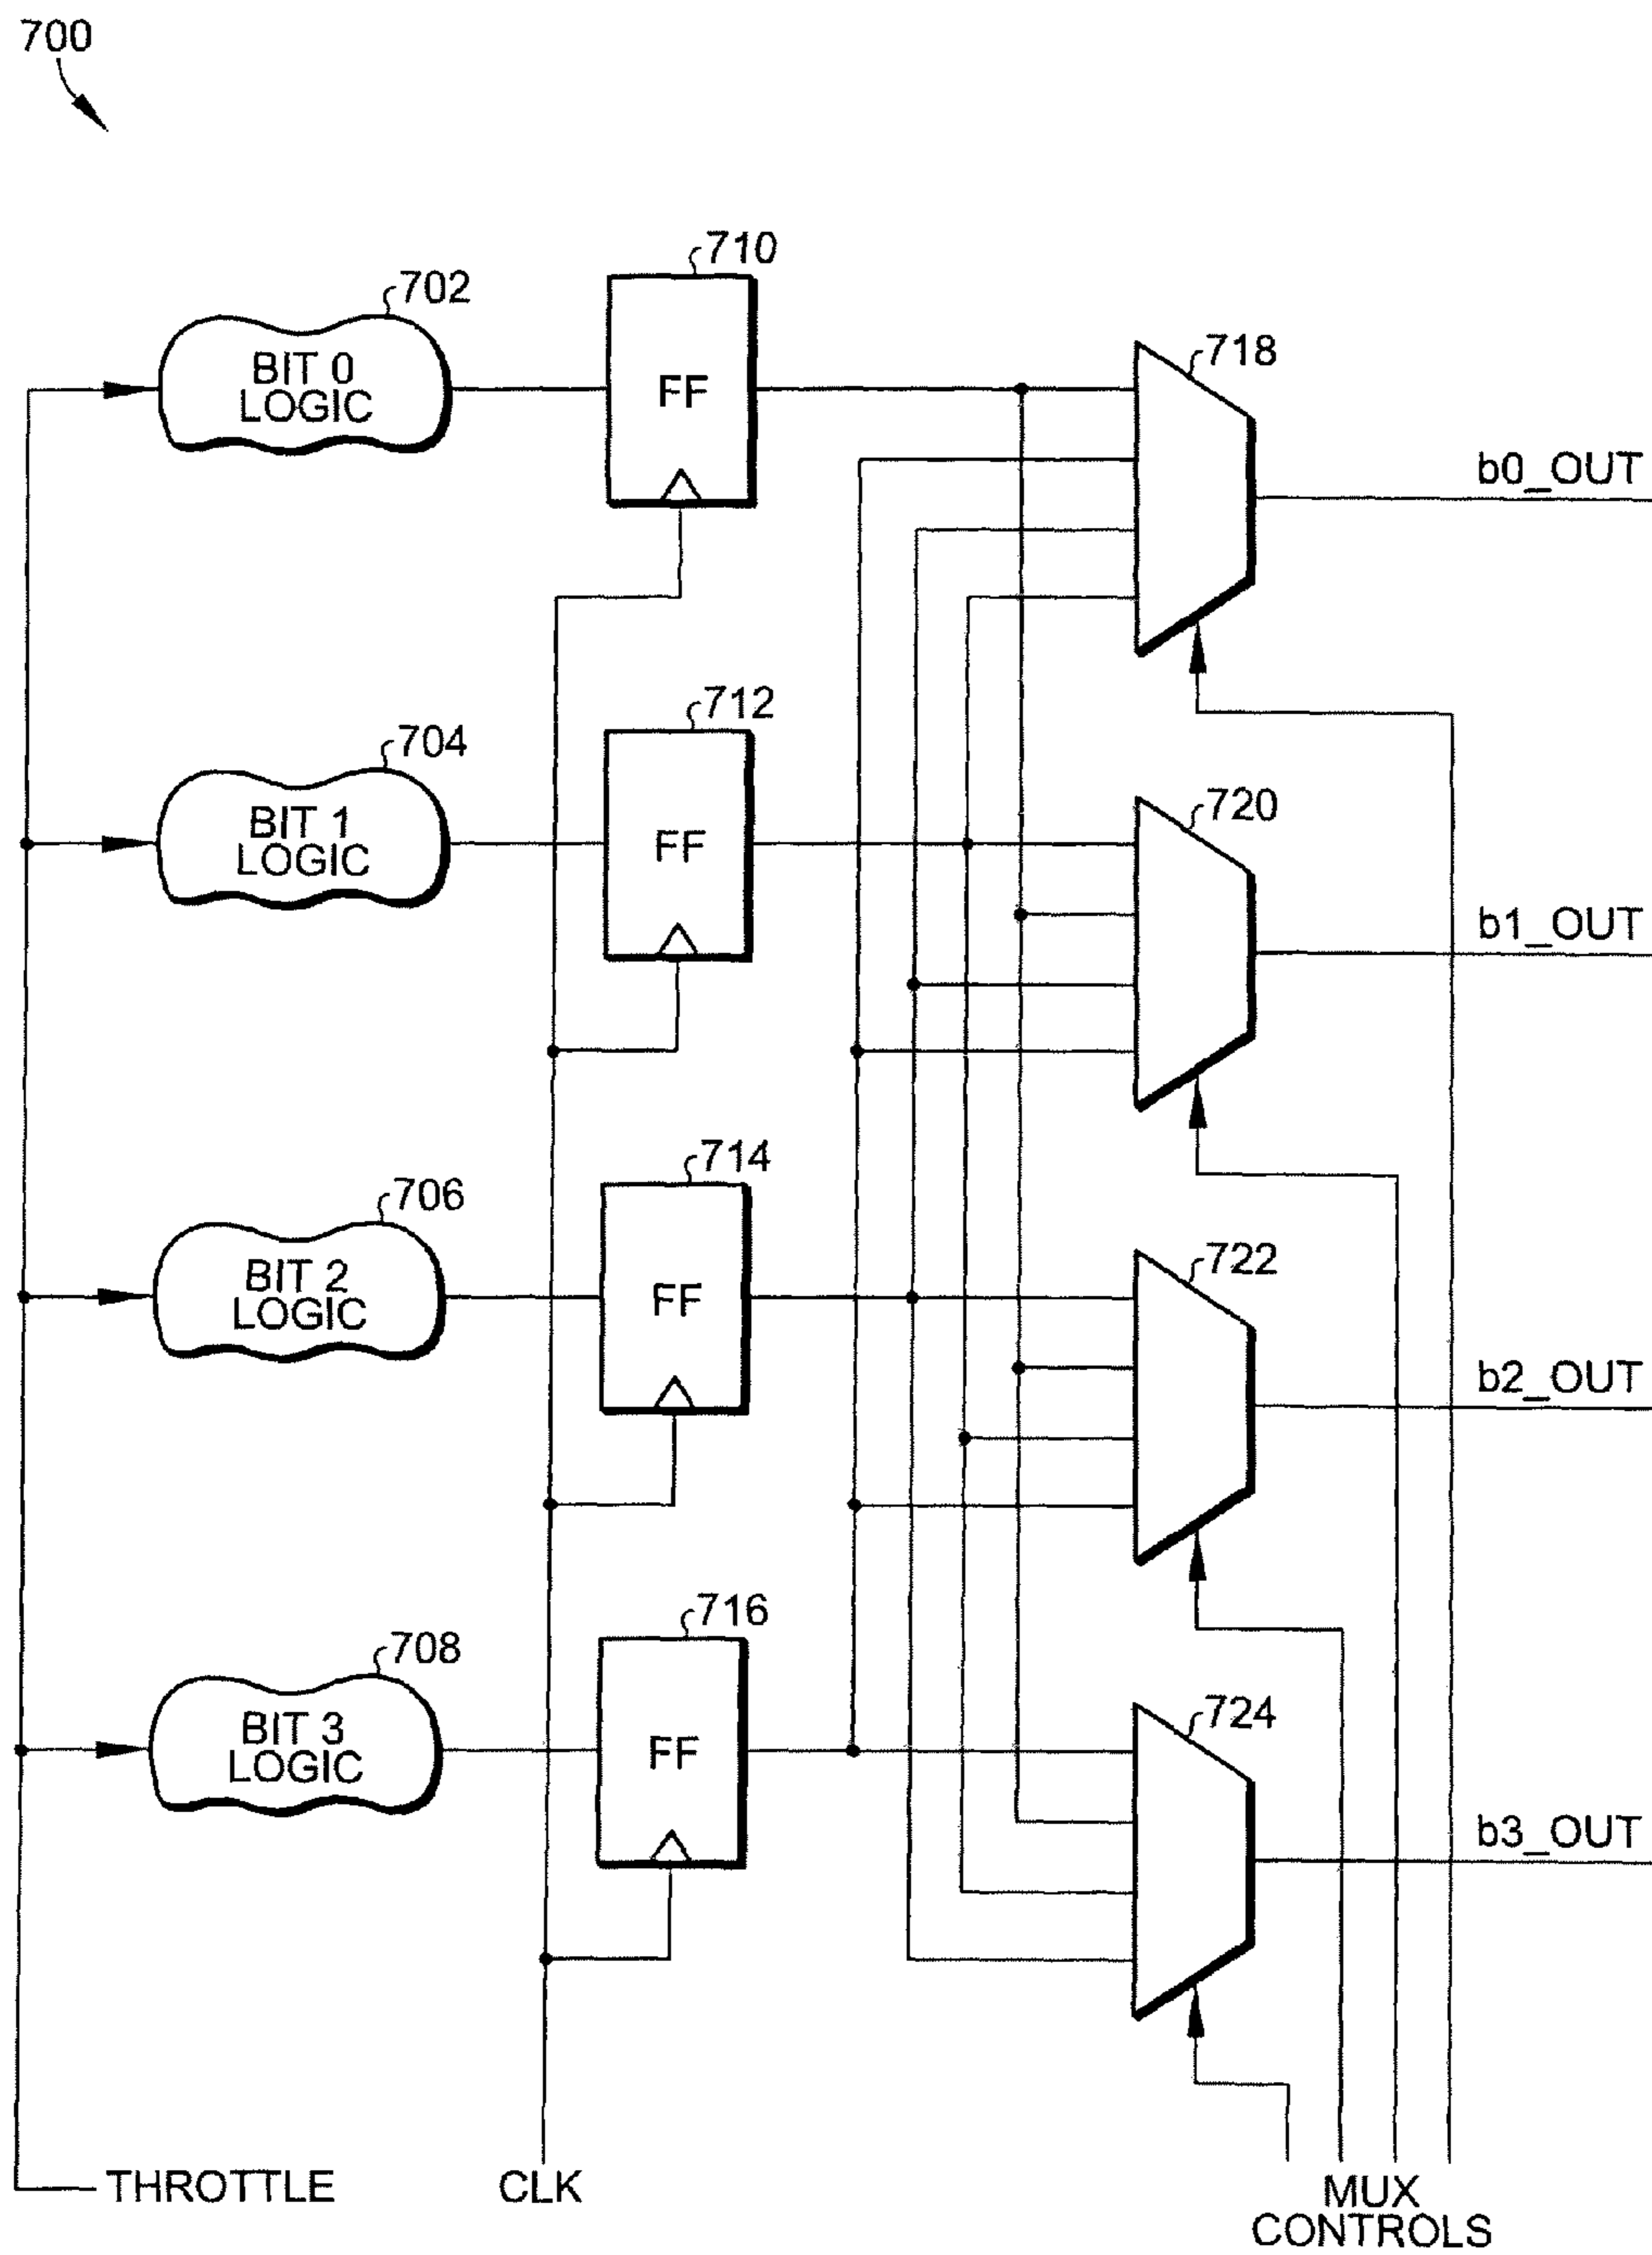 700
710
702
BIT 0
LOGIC
FF
718
b0_OUT
712
704
BIT 1
LOGIC
FF
720
b1_OUT
714
706
BIT 2
LOGIC
FF
722
b2_OUT
716
708
BIT 3
LOGIC
FF
724
b3_OUT
THROTTLE
CLK
MUX
CONTROLS